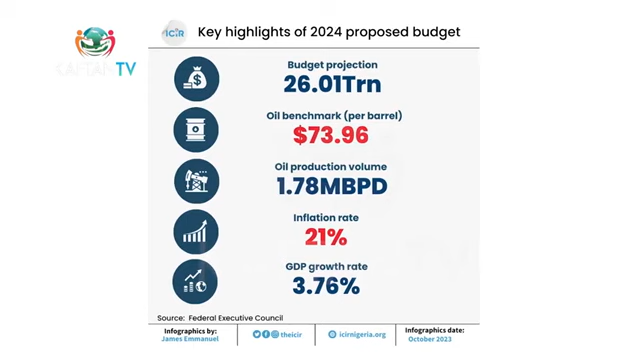 ICIR
Key highlights of 2024 proposed budget
KAFTAN TV
Budget projection
26.01Trn
Oil benchmark (per barrel)
$73.96
Oil production volume
1.78MBPD
Inflation rate
21%
GDP growth rate
3.76%
Source: Federal Executive Council
Infographics by:
James Emmanuel
theicir
icirnigeria.org
Infographics date:
October 2023